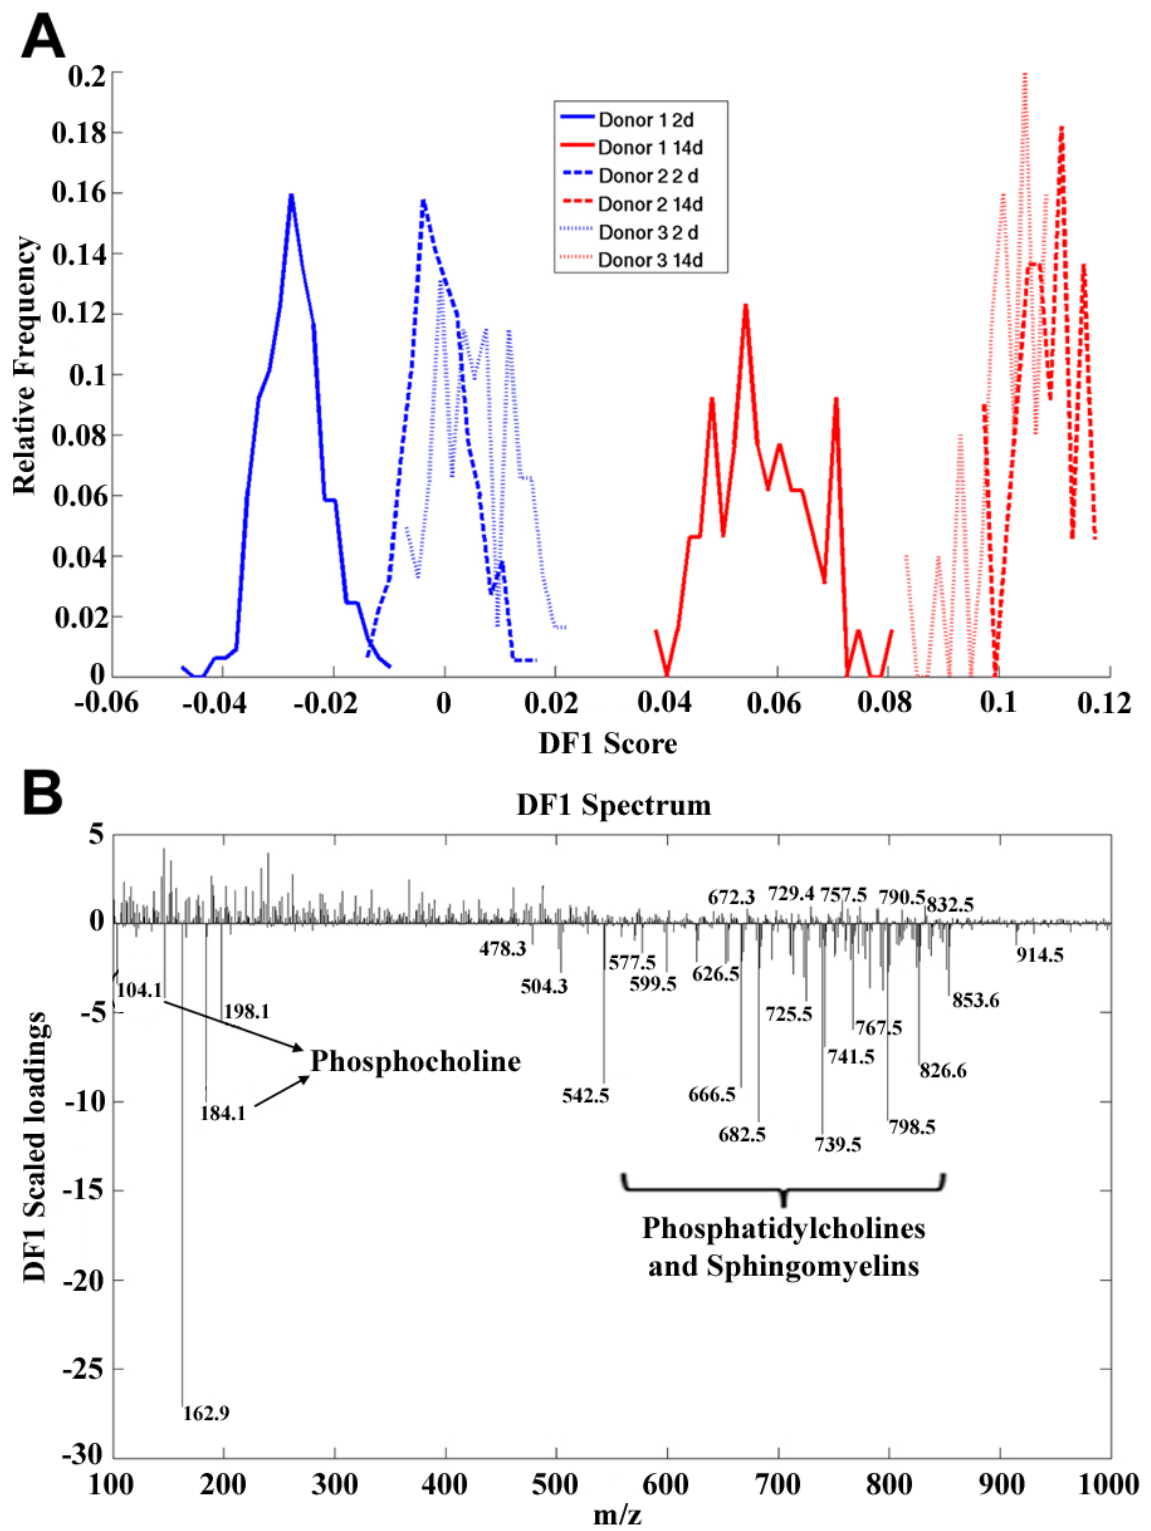 A
0.2
0.18
0.16
0.14
0.12
0.1
0.08
0.06
0.04
0.02
0
Relative Frequency
Donor 1 2d
Donor 1 14d
Donor 2 2 d
Donor 2 14d
Donor 3 2 d
Donor 3 14d
-0.06 -0.04 -0.02 0 0.02 0.04 0.06 0.08 0.1 0.12
DF1 Score
B
DF1 Spectrum
5
0
-5
-10
-15
-20
-25
-30
DF1 Scaled loadings
672.3 729.4 757.5 790.5 832.5
478.3
504.3
577.5
599.5
626.5
914.5
104.1
198.1
725.5
767.5
853.6
Phosphocholine
741.5
826.6
184.1
542.5
666.5
682.5
739.5
798.5
Phosphatidylcholines
and Sphingomyelins
162.9
100 200 300 400 500 600 700 800 900 1000
m/z